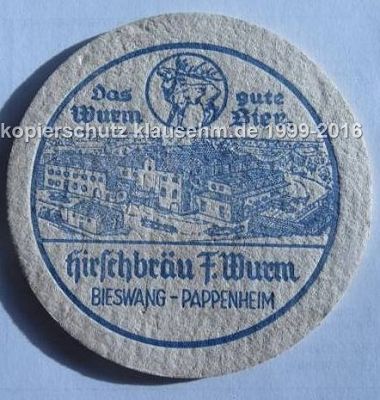 Das gute
Wurm Bier
kopierschutz klausehm.de 1999-2016
Hirschbräu F. Wurm
BIESWANG - PAPPENHEIM